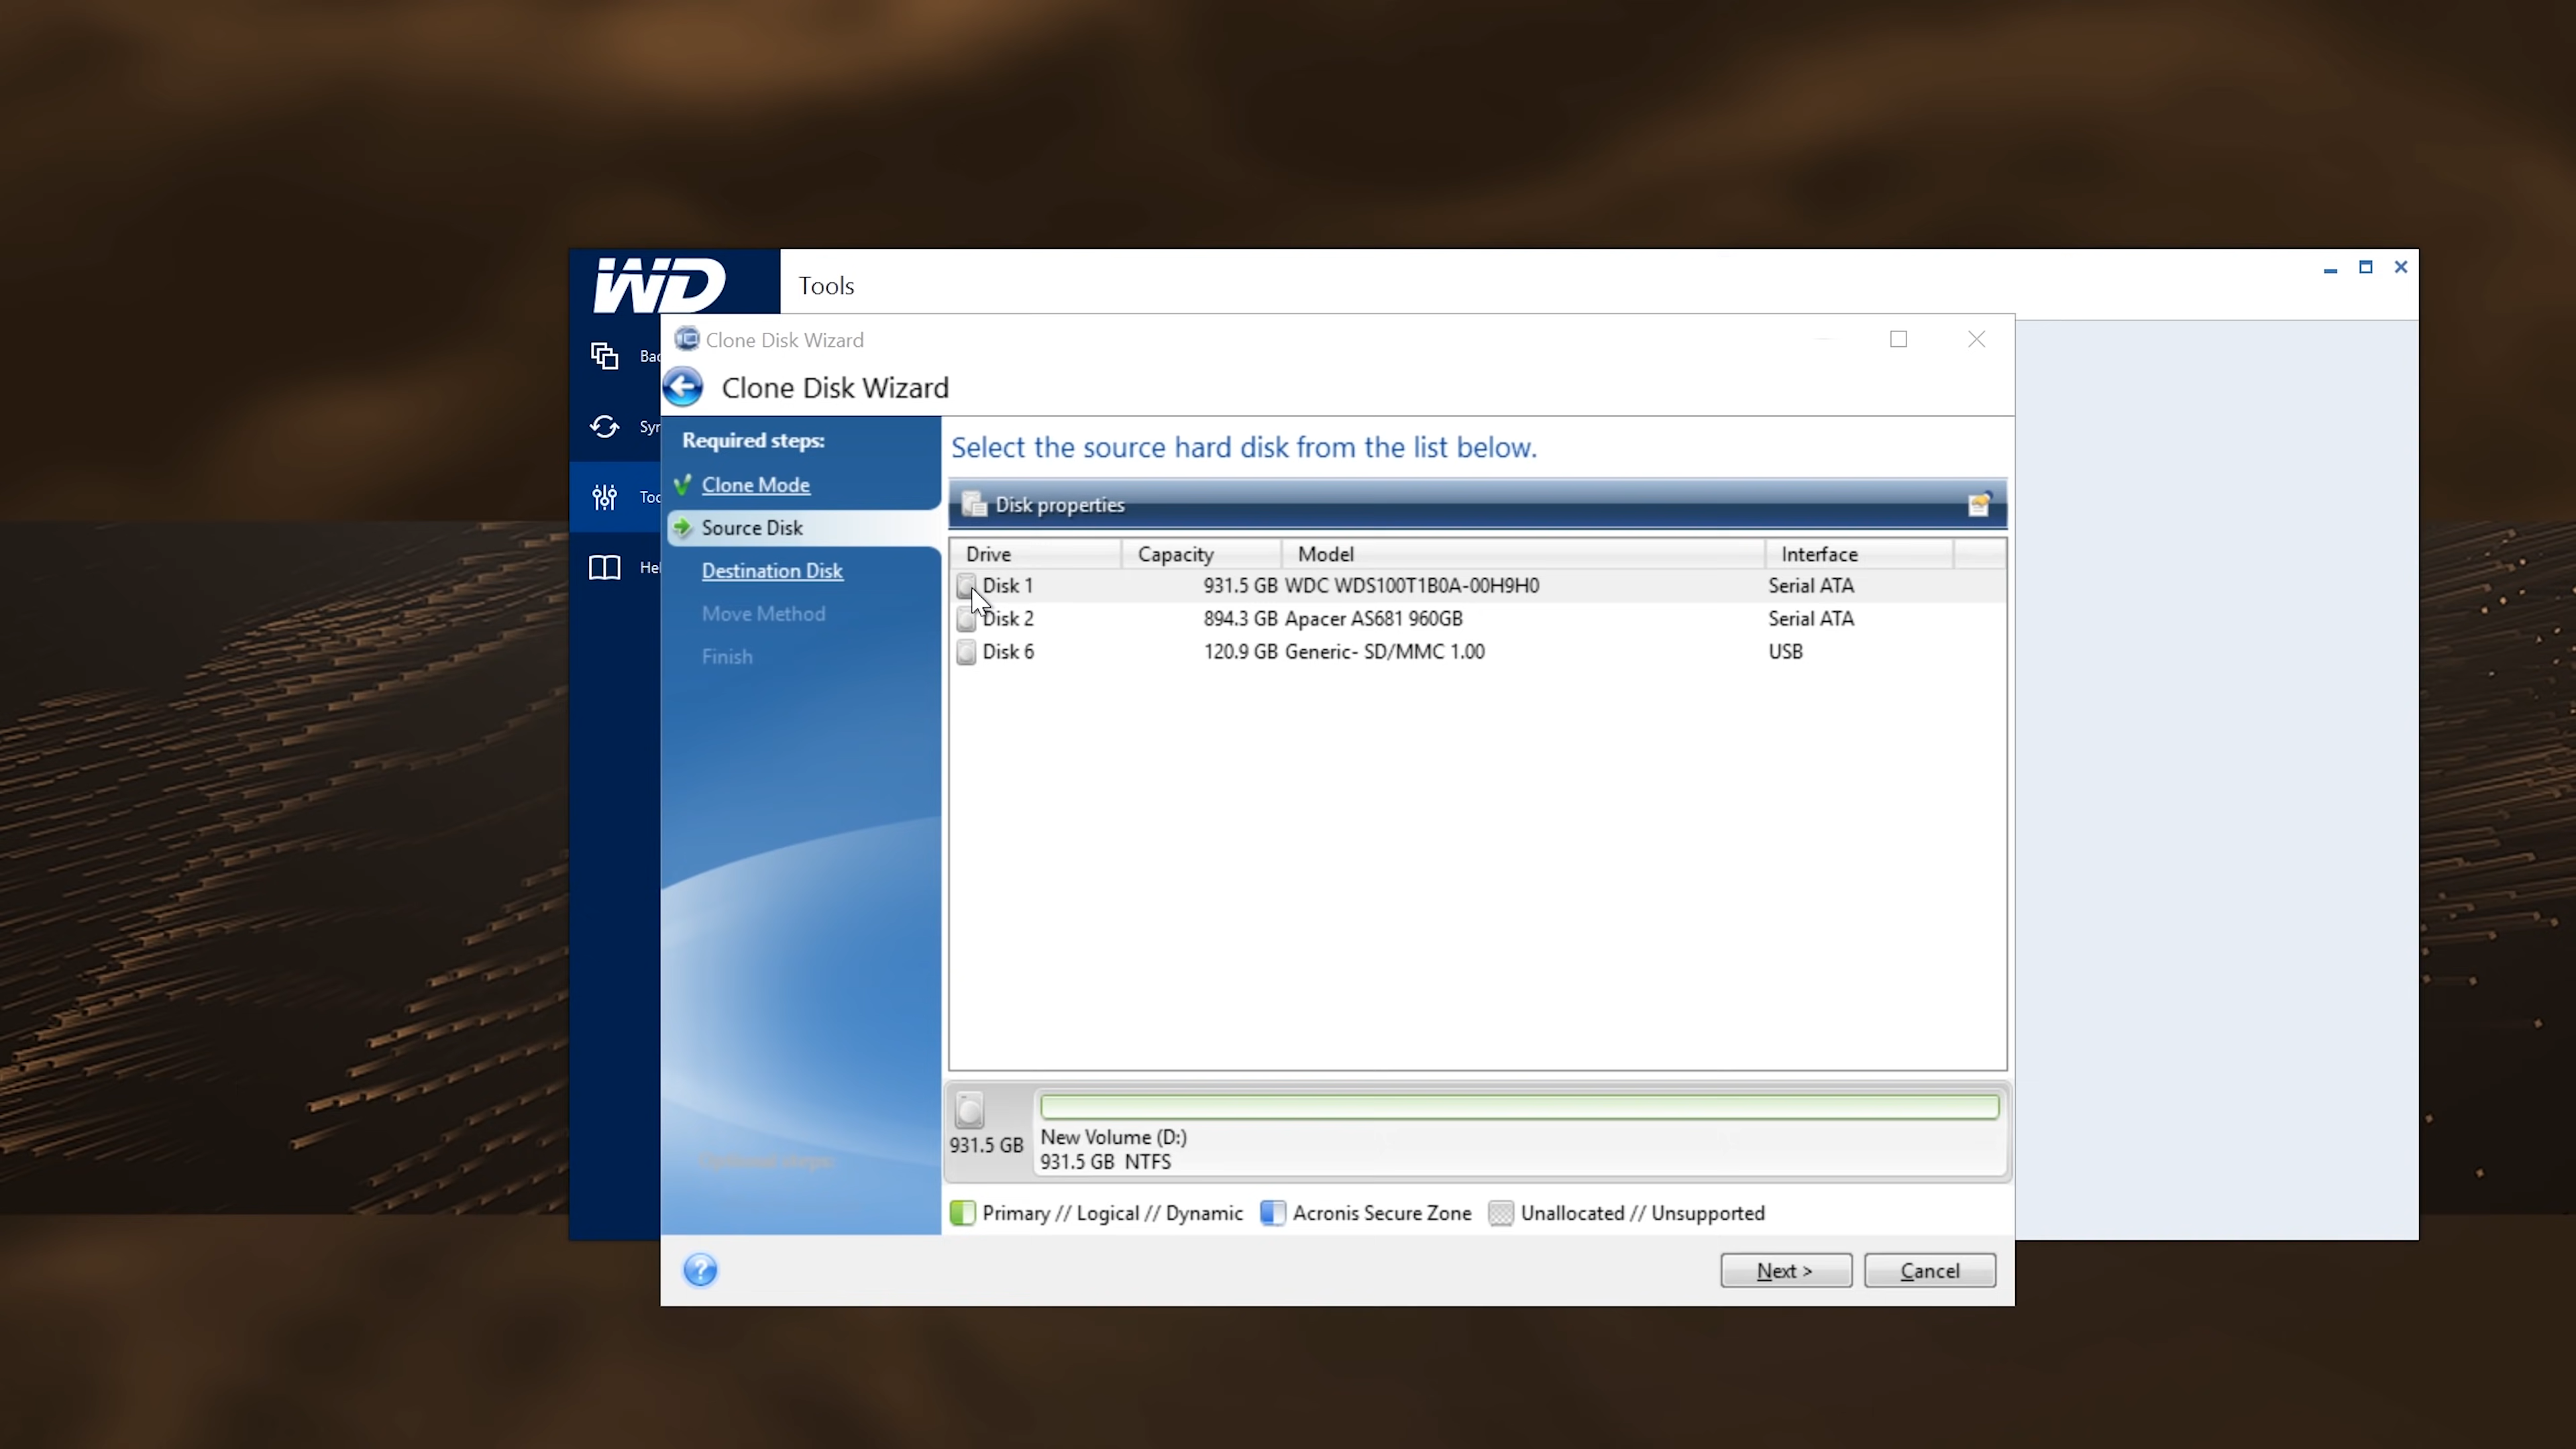 WD
Tools
Clone Disk Wizard
Clone Disk Wizard
Required steps:
Clone Mode
Source Disk
Destination Disk
Move Method
Finish
Select the source hard disk from the list below.
Disk properties
Drive Capacity Model Interface
Disk 1 931.5 GB WDC WDS100T1B0A-00H9H0 Serial ATA
Disk 2 894.3 GB Apacer AS681 960GB Serial ATA
Disk 6 120.9 GB Generic- SD/MMC 1.00 USB
931.5 GB
New Volume (D:)
931.5 GB NTFS
Optional steps:
Primary // Logical // Dynamic Acronis Secure Zone Unallocated // Unsupported
?
Next > Cancel